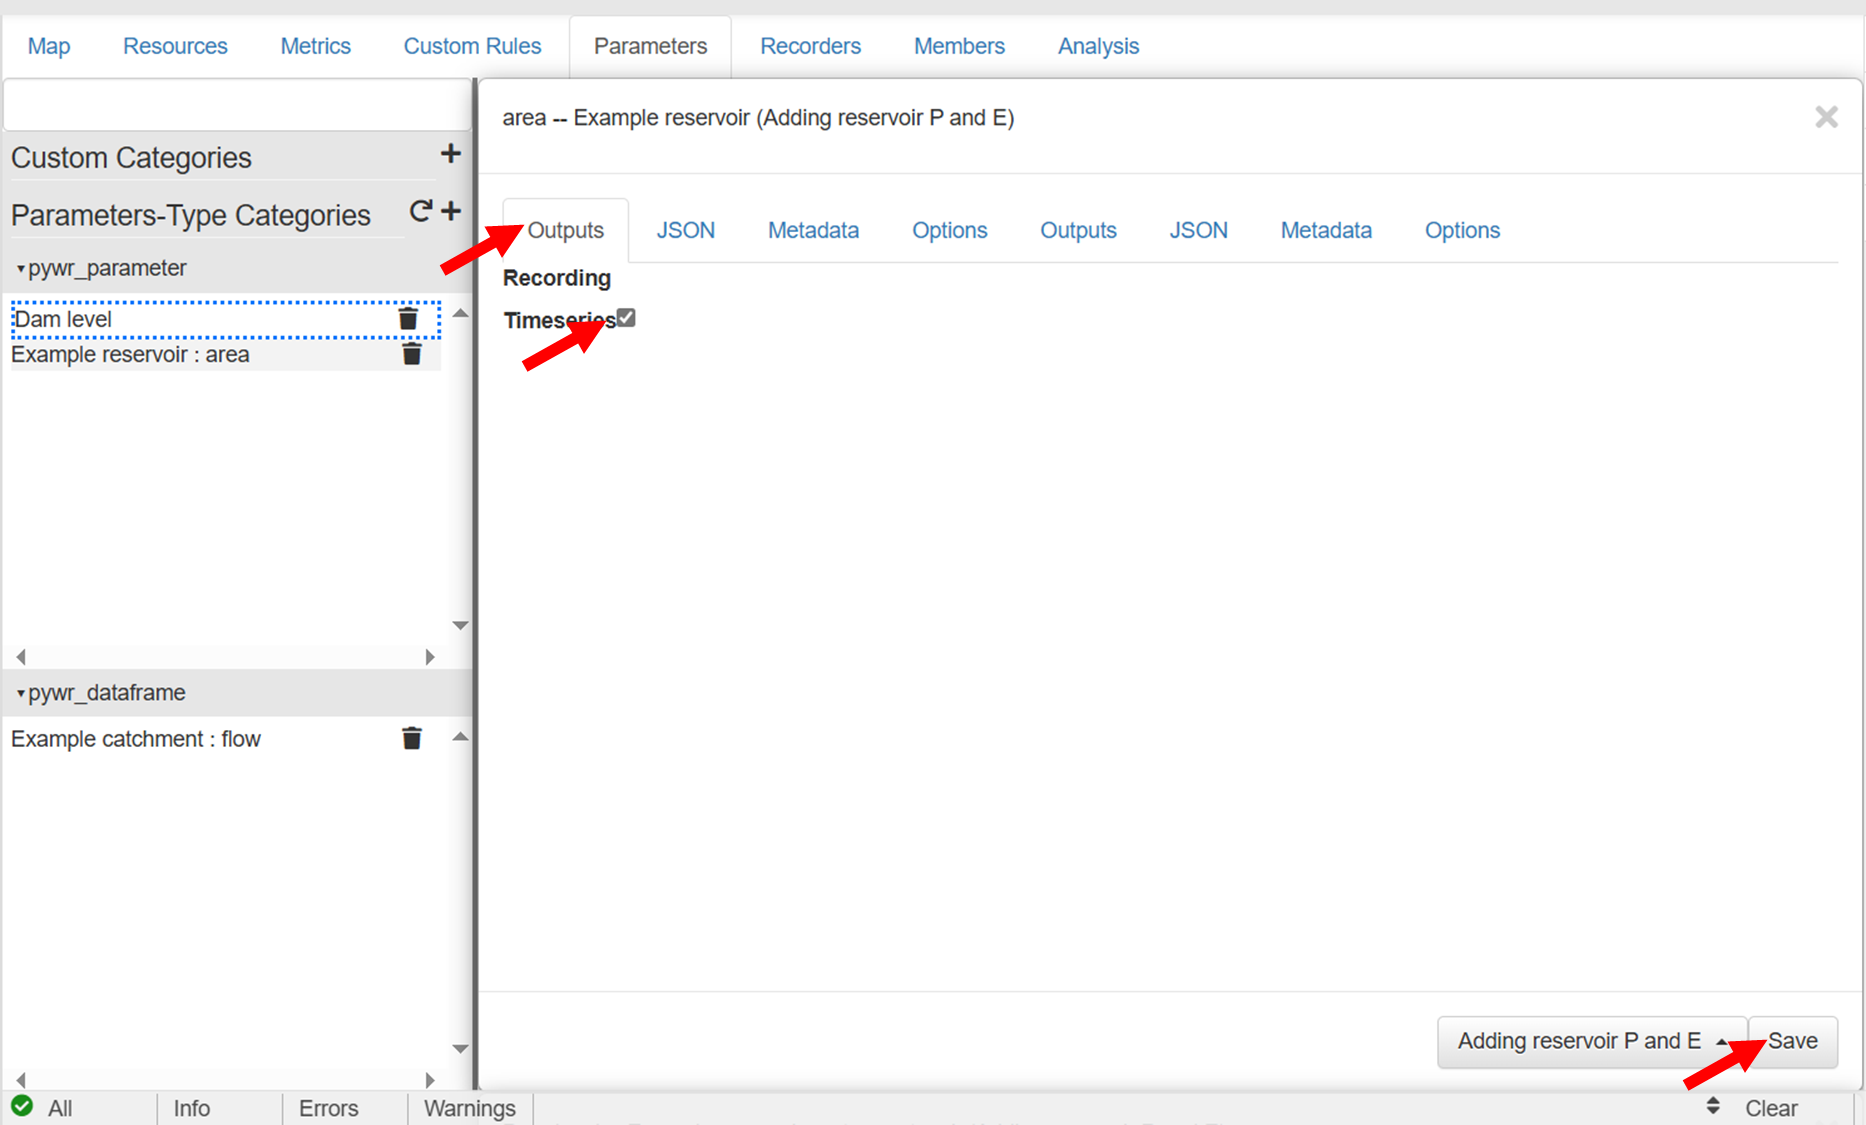 Map Resources Metrics Custom Rules Parameters Recorders Members Analysis
area -- Example reservoir (Adding reservoir P and E)
Custom Categories
Parameters-Type Categories
pywr_parameter
Dam level
Example reservoir : area
pywr_dataframe
Example catchment : flow
Outputs JSON Metadata Options Outputs JSON Metadata Options
Recording
Timeseries
Adding reservoir P and E Save
All Info Errors Warnings Clear